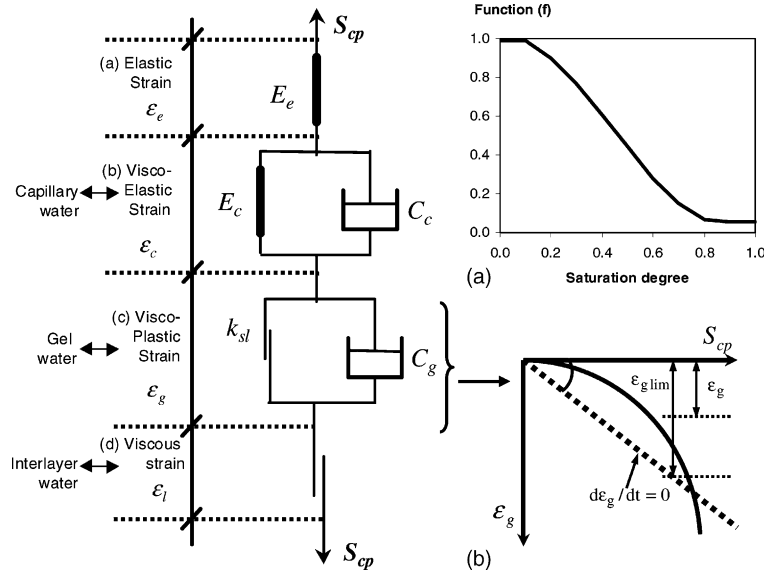 S_cp
(a) Elastic
Strain
ε_e
E_e
(b) Visco-
Elastic
Strain
Capillary
water
ε_c
E_c
C_c
(c) Visco-
Plastic
Strain
Gel
water
ε_g
k_sl
C_g
(d) Viscous
strain
Interlayer
water
ε_l
S_cp
Function (f)
1.0
0.8
0.6
0.4
0.2
0.0
0.0 0.2 0.4 0.6 0.8 1.0
(a)
Saturation degree
S_cp
ε_g lim
ε_g
dε_g/dt = 0
ε_g
(b)